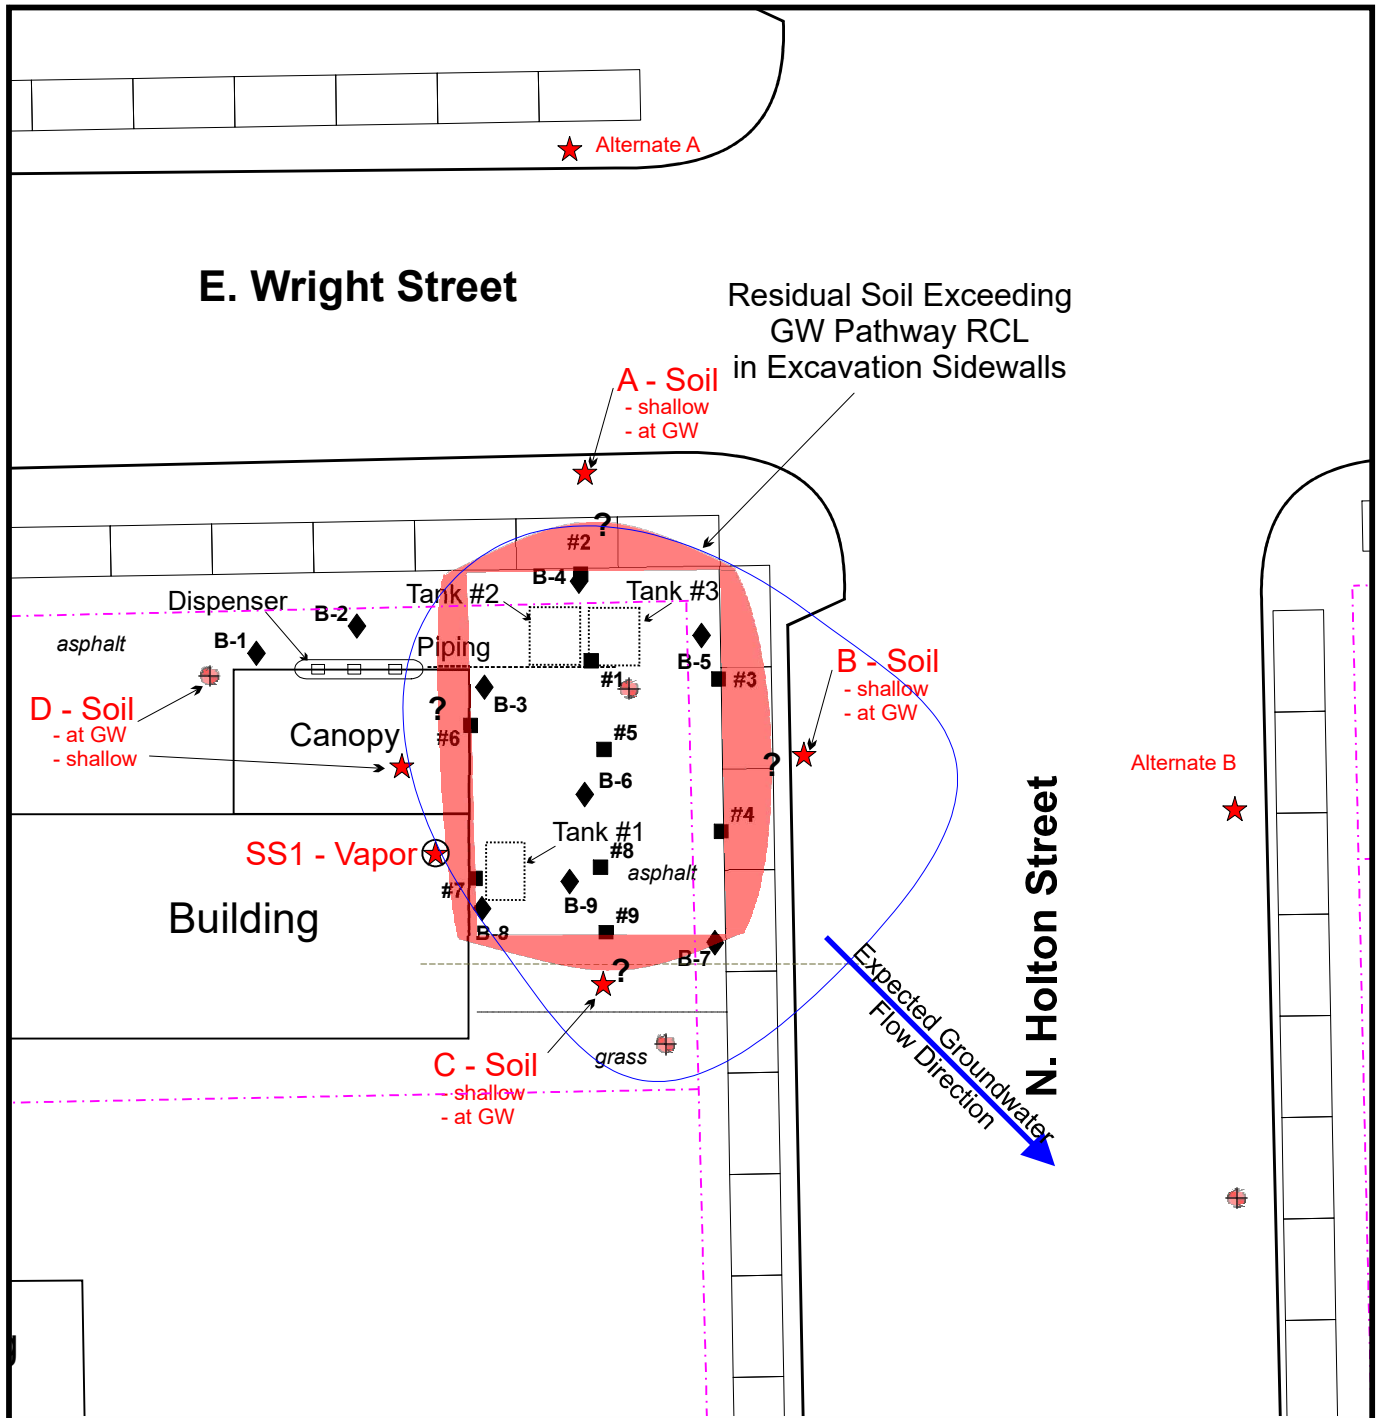 Alternate A
E. Wright Street
Residual Soil Exceeding
GW Pathway RCL
in Excavation Sidewalls
A - Soil
- shallow
- at GW
?
#2
B-4
Tank #2
Tank #3
Dispenser
B-2
asphalt
B-1
Piping
B-5
#1
#3
B - Soil
- shallow
- at GW
D - Soil
- at GW
- shallow
B-3
?
#6
Canopy
#5
?
Alternate B
B-6
#4
Tank #1
SS1 - Vapor
#8
asphalt
#7
B-9
Building
#9
B-8
B-7
?
Expected Groundwater
Flow Direction
N. Holton Street
C - Soil
- shallow
- at GW
grass